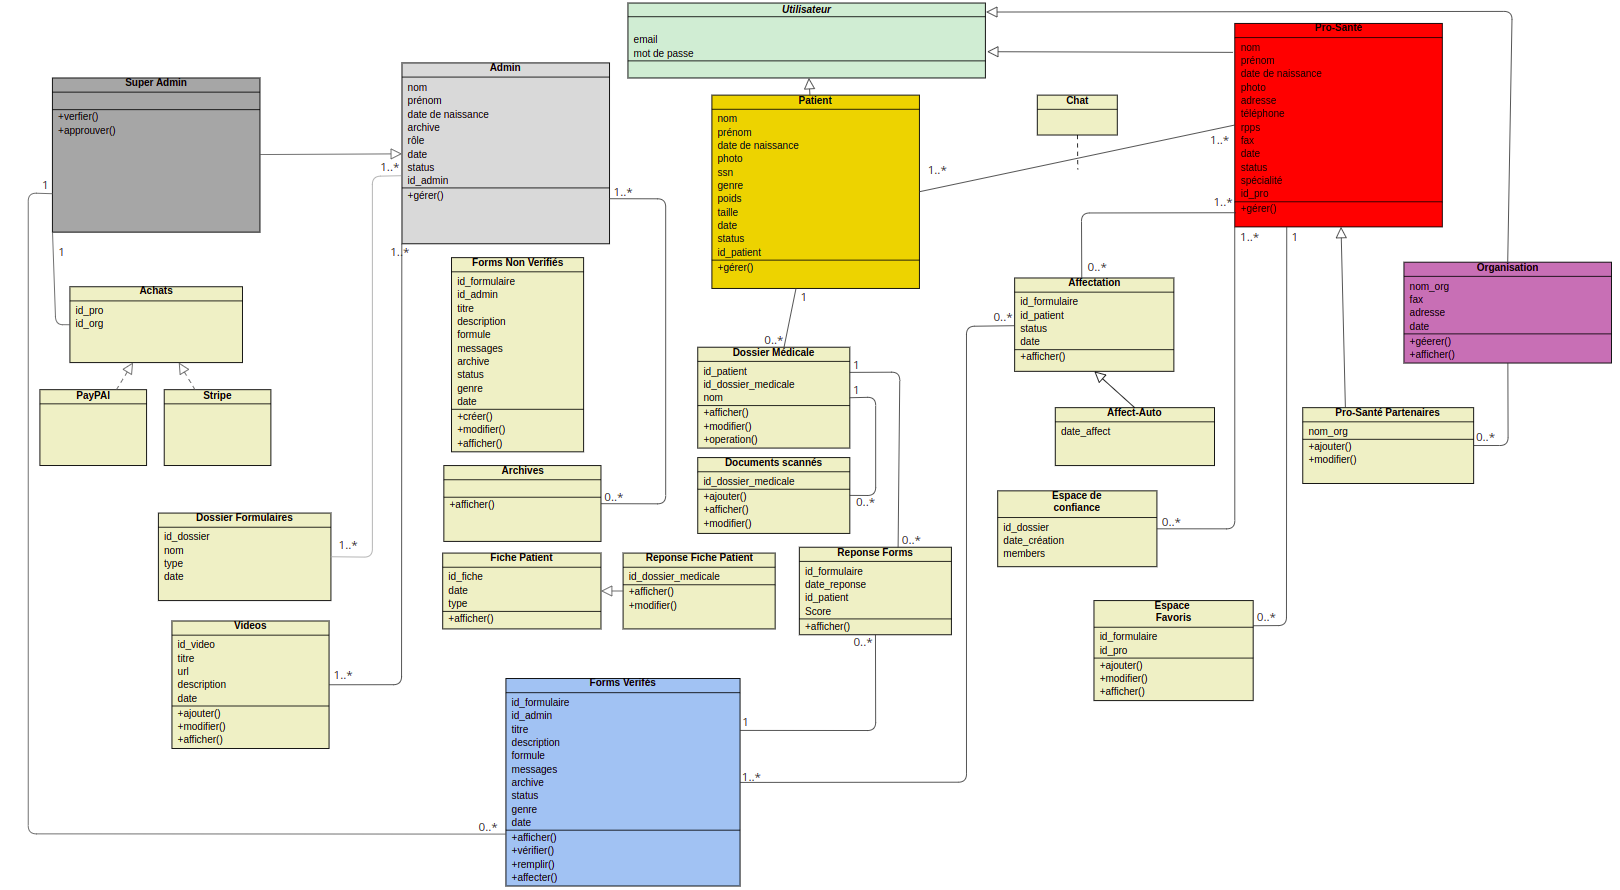 Utilisateur
email
mot de passe
Super Admin
+verfier()
+approuver()
1
1
Admin
nom
prénom
date de naissance
archive
rôle
date
status
id_admin
+gérer()
1..*
1..*
1..*
Patient
nom
prénom
date de naissance
photo
ssn
genre
poids
taille
date
status
id_patient
+gérer()
1..*
1
Chat
Pro-Santé
nom
prénom
date de naissance
photo
adresse
téléphone
rpps
fax
date
status
spécialité
id_pro
+gérer()
1..*
1..*
1..*
1
Organisation
nom_org
fax
adresse
date
+géerer()
+afficher()
Achats
id_pro
id_org
PayPAl
Stripe
Forms Non Verifiés
id_formulaire
id_admin
titre
description
formule
messages
archive
status
genre
date
+créer()
+modifier()
+afficher()
0..*
Dossier Médicale
id_patient
id_dossier_medicale
nom
+afficher()
+modifier()
+operation()
1
1
0..*
0..*
Affectation
id_formulaire
id_patient
status
date
+afficher()
Affect-Auto
date_affect
Pro-Santé Partenaires
nom_org
+ajouter()
+modifier()
0..*
Archives
+afficher()
0..*
Documents scannés
id_dossier_medicale
+ajouter()
+afficher()
+modifier()
0..*
Espace de
confiance
id_dossier
date_création
members
0..*
Dossier Formulaires
id_dossier
nom
type
date
1..*
Fiche Patient
id_fiche
date
type
+afficher()
Reponse Fiche Patient
id_dossier_medicale
+afficher()
+modifier()
0..*
Reponse Forms
id_formulaire
date_reponse
id_patient
Score
+afficher()
0..*
Espace
Favoris
id_formulaire
id_pro
+ajouter()
+modifier()
+afficher()
0..*
Videos
id_video
titre
url
description
date
+ajouter()
+modifier()
+afficher()
1..*
Forms Verifés
id_formulaire
id_admin
titre
description
formule
messages
archive
status
genre
date
+afficher()
+vérifier()
+remplir()
+affecter()
1
1..*
0..*